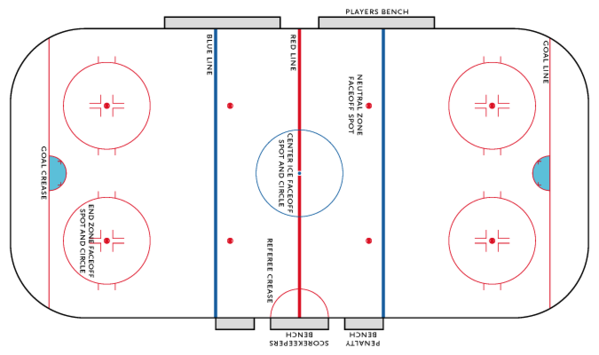 PLAYERS BENCH
BLUE LINE
RED LINE
GOAL LINE
NEUTRAL ZONE
FACEOFF SPOT
CENTER ICE FACEOFF
SPOT AND CIRCLE
GOAL CREASE
END ZONE FACEOFF
SPOT AND CIRCLE
REFEREE CREASE
SCOREKEEPERS
BENCH
PENALTY
BENCH